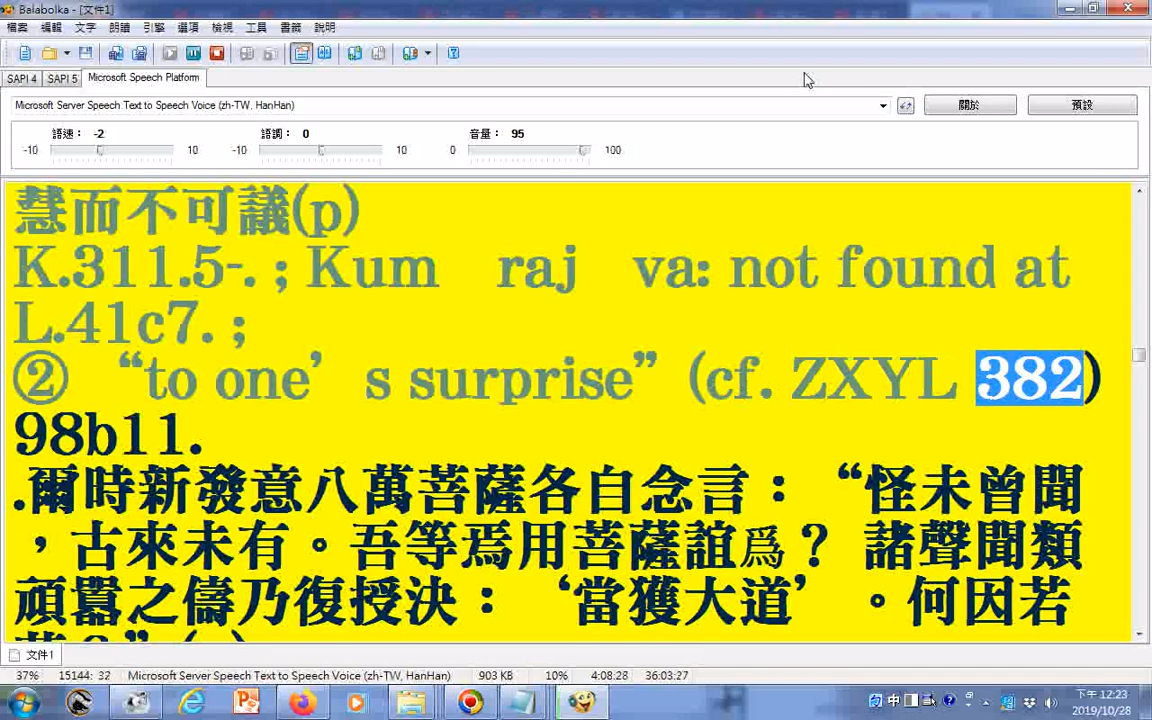 Balabolka - [文件1]
檔案 編輯 文字 朗讀 引擎 選項 檢視 工具 書籤 說明
SAPI 4 SAPI 5 Microsoft Speech Platform
Microsoft Server Speech Text to Speech Voice (zh-TW, HanHan) 關於 預設
語速： -2 語調： 0 音量： 95
-10 10 -10 10 0 100
慧而不可議(p)
K.311.5-. ; Kum raj va: not found at
L.41c7. ;
② “to one’s surprise” (cf. ZXYL 382)
98b11.
.爾時新發意八萬菩薩各自念言：“怪未曾聞
，古來未有。吾等焉用菩薩誼爲？ 諸聲聞類
頑嚚之儔乃復授決：‘當獲大道’。何因若
文件1
37% 15144: 32 Microsoft Server Speech Text to Speech Voice (zh-TW, HanHan) 903 KB 10% 4:08:28 36:03:27
中 下午 12:23
2019/10/28